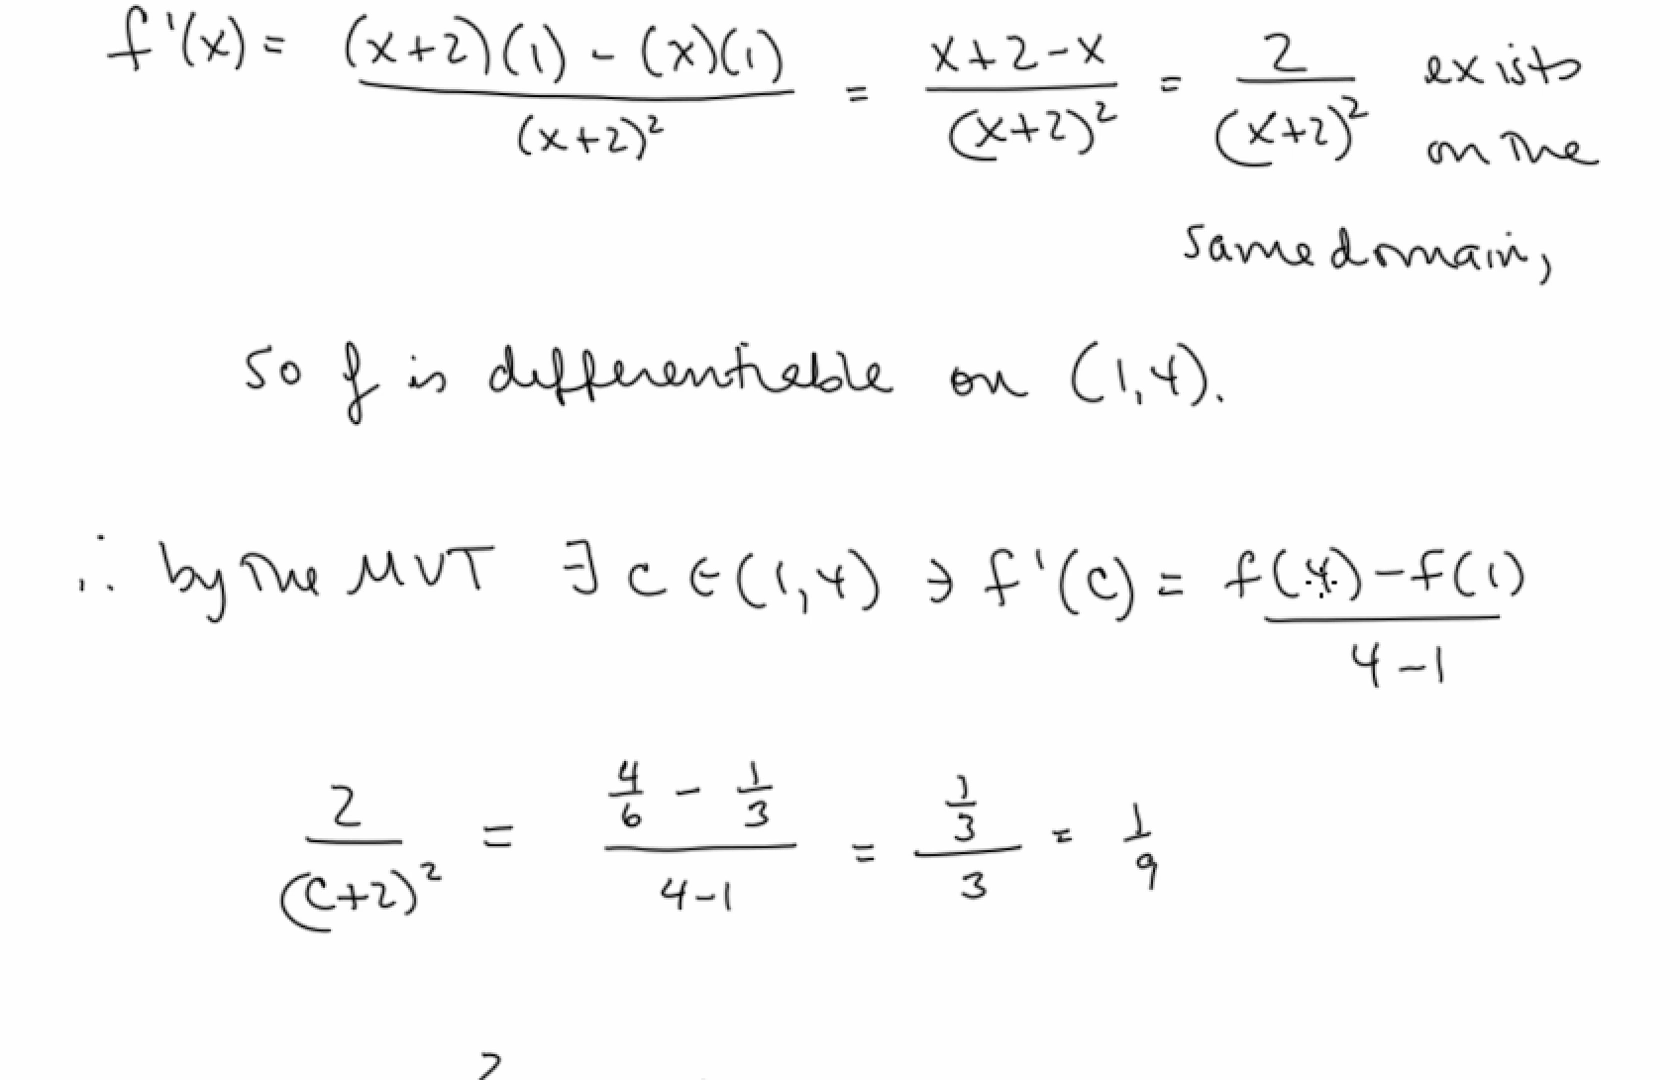 f'(x) = ((x+2)(1) - (x)(1))/(x+2)² = (x+2-x)/(x+2)² = 2/(x+2)² exists
on the
same domain,
so f is differentiable on (1,4).
∴ by the MVT ∃ c ∈ (1,4) ∋ f'(c) = (f(4) - f(1))/(4-1)
2/(c+2)² = (4/6 - 1/3)/(4-1) = (1/3)/3 = 1/9